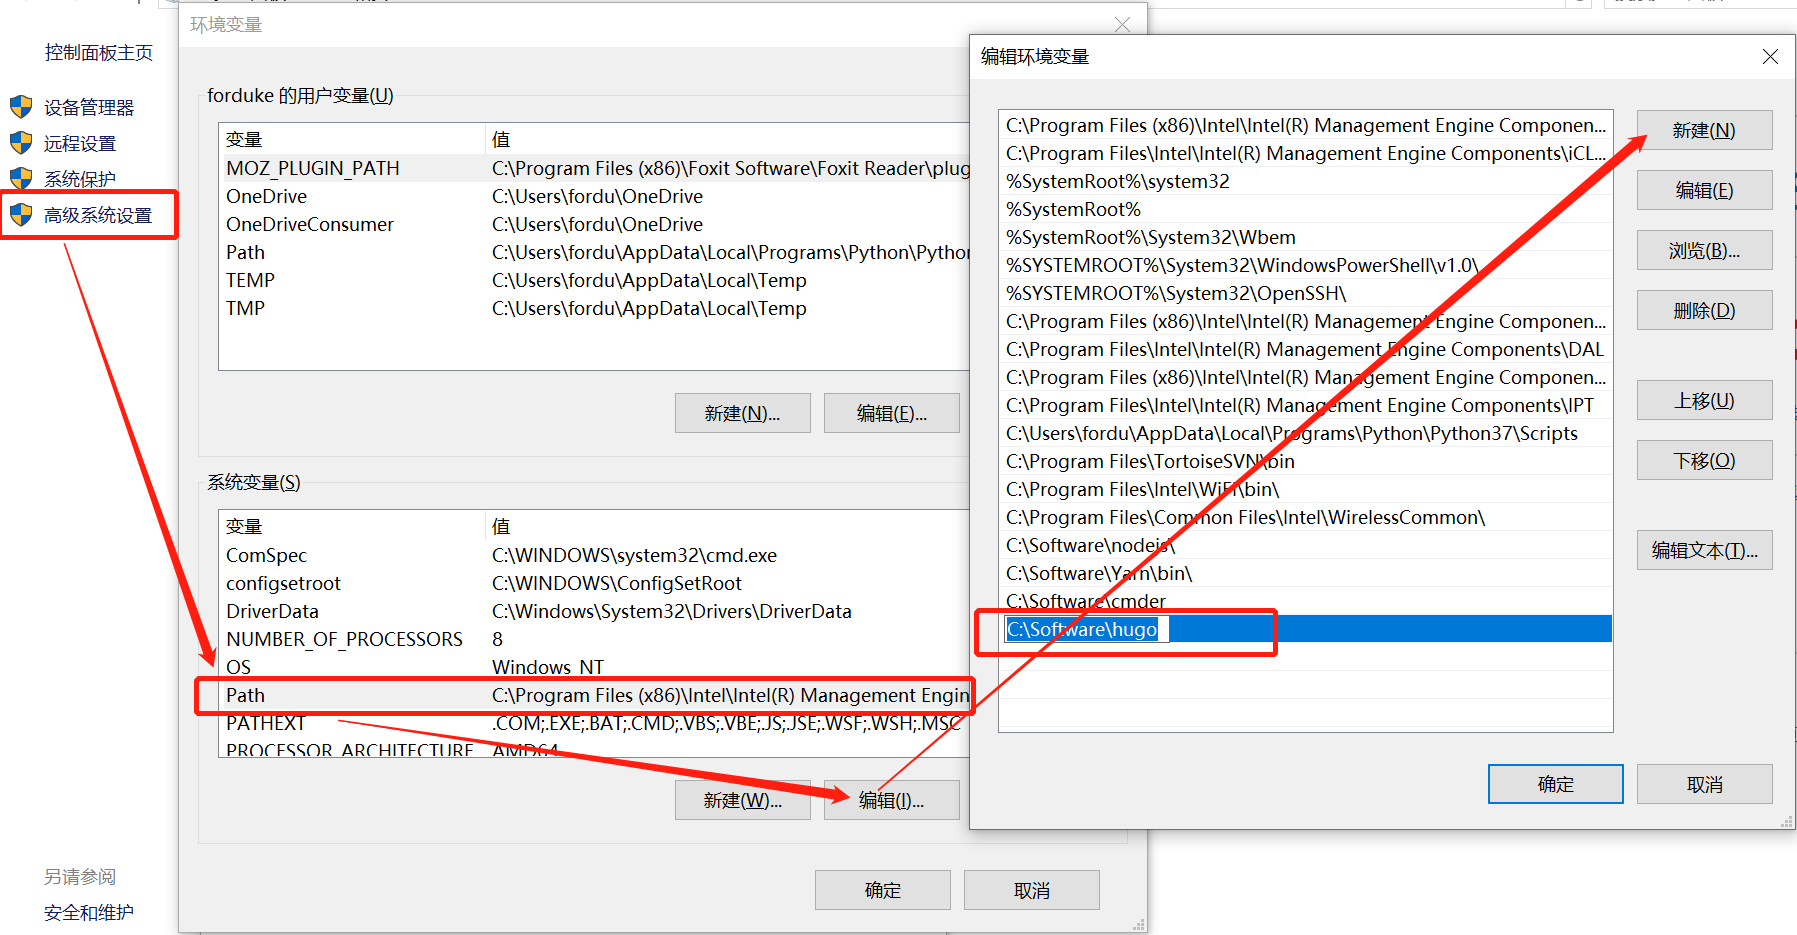 控制面板主页
设备管理器
远程设置
系统保护
高级系统设置
另请参阅
安全和维护
环境变量
forduke 的用户变量(U)
变量 值
MOZ_PLUGIN_PATH C:\Program Files (x86)\Foxit Software\Foxit Reader\plug
OneDrive C:\Users\fordu\OneDrive
OneDriveConsumer C:\Users\fordu\OneDrive
Path C:\Users\fordu\AppData\Local\Programs\Python\Pytho
TEMP C:\Users\fordu\AppData\Local\Temp
TMP C:\Users\fordu\AppData\Local\Temp
新建(N)... 编辑(E)...
系统变量(S)
变量 值
ComSpec C:\WINDOWS\system32\cmd.exe
configsetroot C:\WINDOWS\ConfigSetRoot
DriverData C:\Windows\System32\Drivers\DriverData
NUMBER_OF_PROCESSORS 8
OS Windows_NT
Path C:\Program Files (x86)\Intel\Intel(R) Management Engin
PATHEXT .COM;.EXE;.BAT;.CMD;.VBS;.VBE;.JS;.JSE;.WSF;.WSH;.MSC
PROCESSOR_ARCHITECTURE AMD64
新建(W)... 编辑(I)...
确定 取消
编辑环境变量
C:\Program Files (x86)\Intel\Intel(R) Management Engine Componen...
C:\Program Files\Intel\Intel(R) Management Engine Components\iCL...
%SystemRoot%\system32
%SystemRoot%
%SystemRoot%\System32\Wbem
%SYSTEMROOT%\System32\WindowsPowerShell\v1.0\
%SYSTEMROOT%\System32\OpenSSH\
C:\Program Files (x86)\Intel\Intel(R) Management Engine Componen...
C:\Program Files\Intel\Intel(R) Management Engine Components\DAL
C:\Program Files (x86)\Intel\Intel(R) Management Engine Componen...
C:\Program Files\Intel\Intel(R) Management Engine Components\IPT
C:\Users\fordu\AppData\Local\Programs\Python\Python37\Scripts
C:\Program Files\TortoiseSVN\bin
C:\Program Files\Intel\WiFi\bin\
C:\Program Files\Common Files\Intel\WirelessCommon\
C:\Software\nodejs\
C:\Software\Yarn\bin\
C:\Software\cmder
C:\Software\hugo
新建(N)
编辑(E)
浏览(B)...
删除(D)
上移(U)
下移(O)
编辑文本(T)...
确定 取消